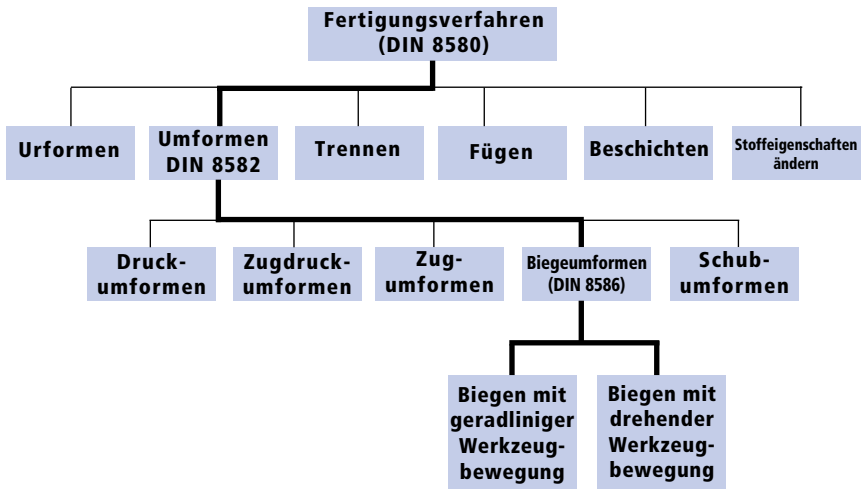 Fertigungsverfahren
(DIN 8580)
Urformen
Umformen
DIN 8582
Trennen
Fügen
Beschichten
Stoffeigenschaften
ändern
Druck-
umformen
Zugdruck-
umformen
Zug-
umformen
Biegeumformen
(DIN 8586)
Schub-
umformen
Biegen mit
geradliniger
Werkzeug-
bewegung
Biegen mit
drehender
Werkzeug-
bewegung